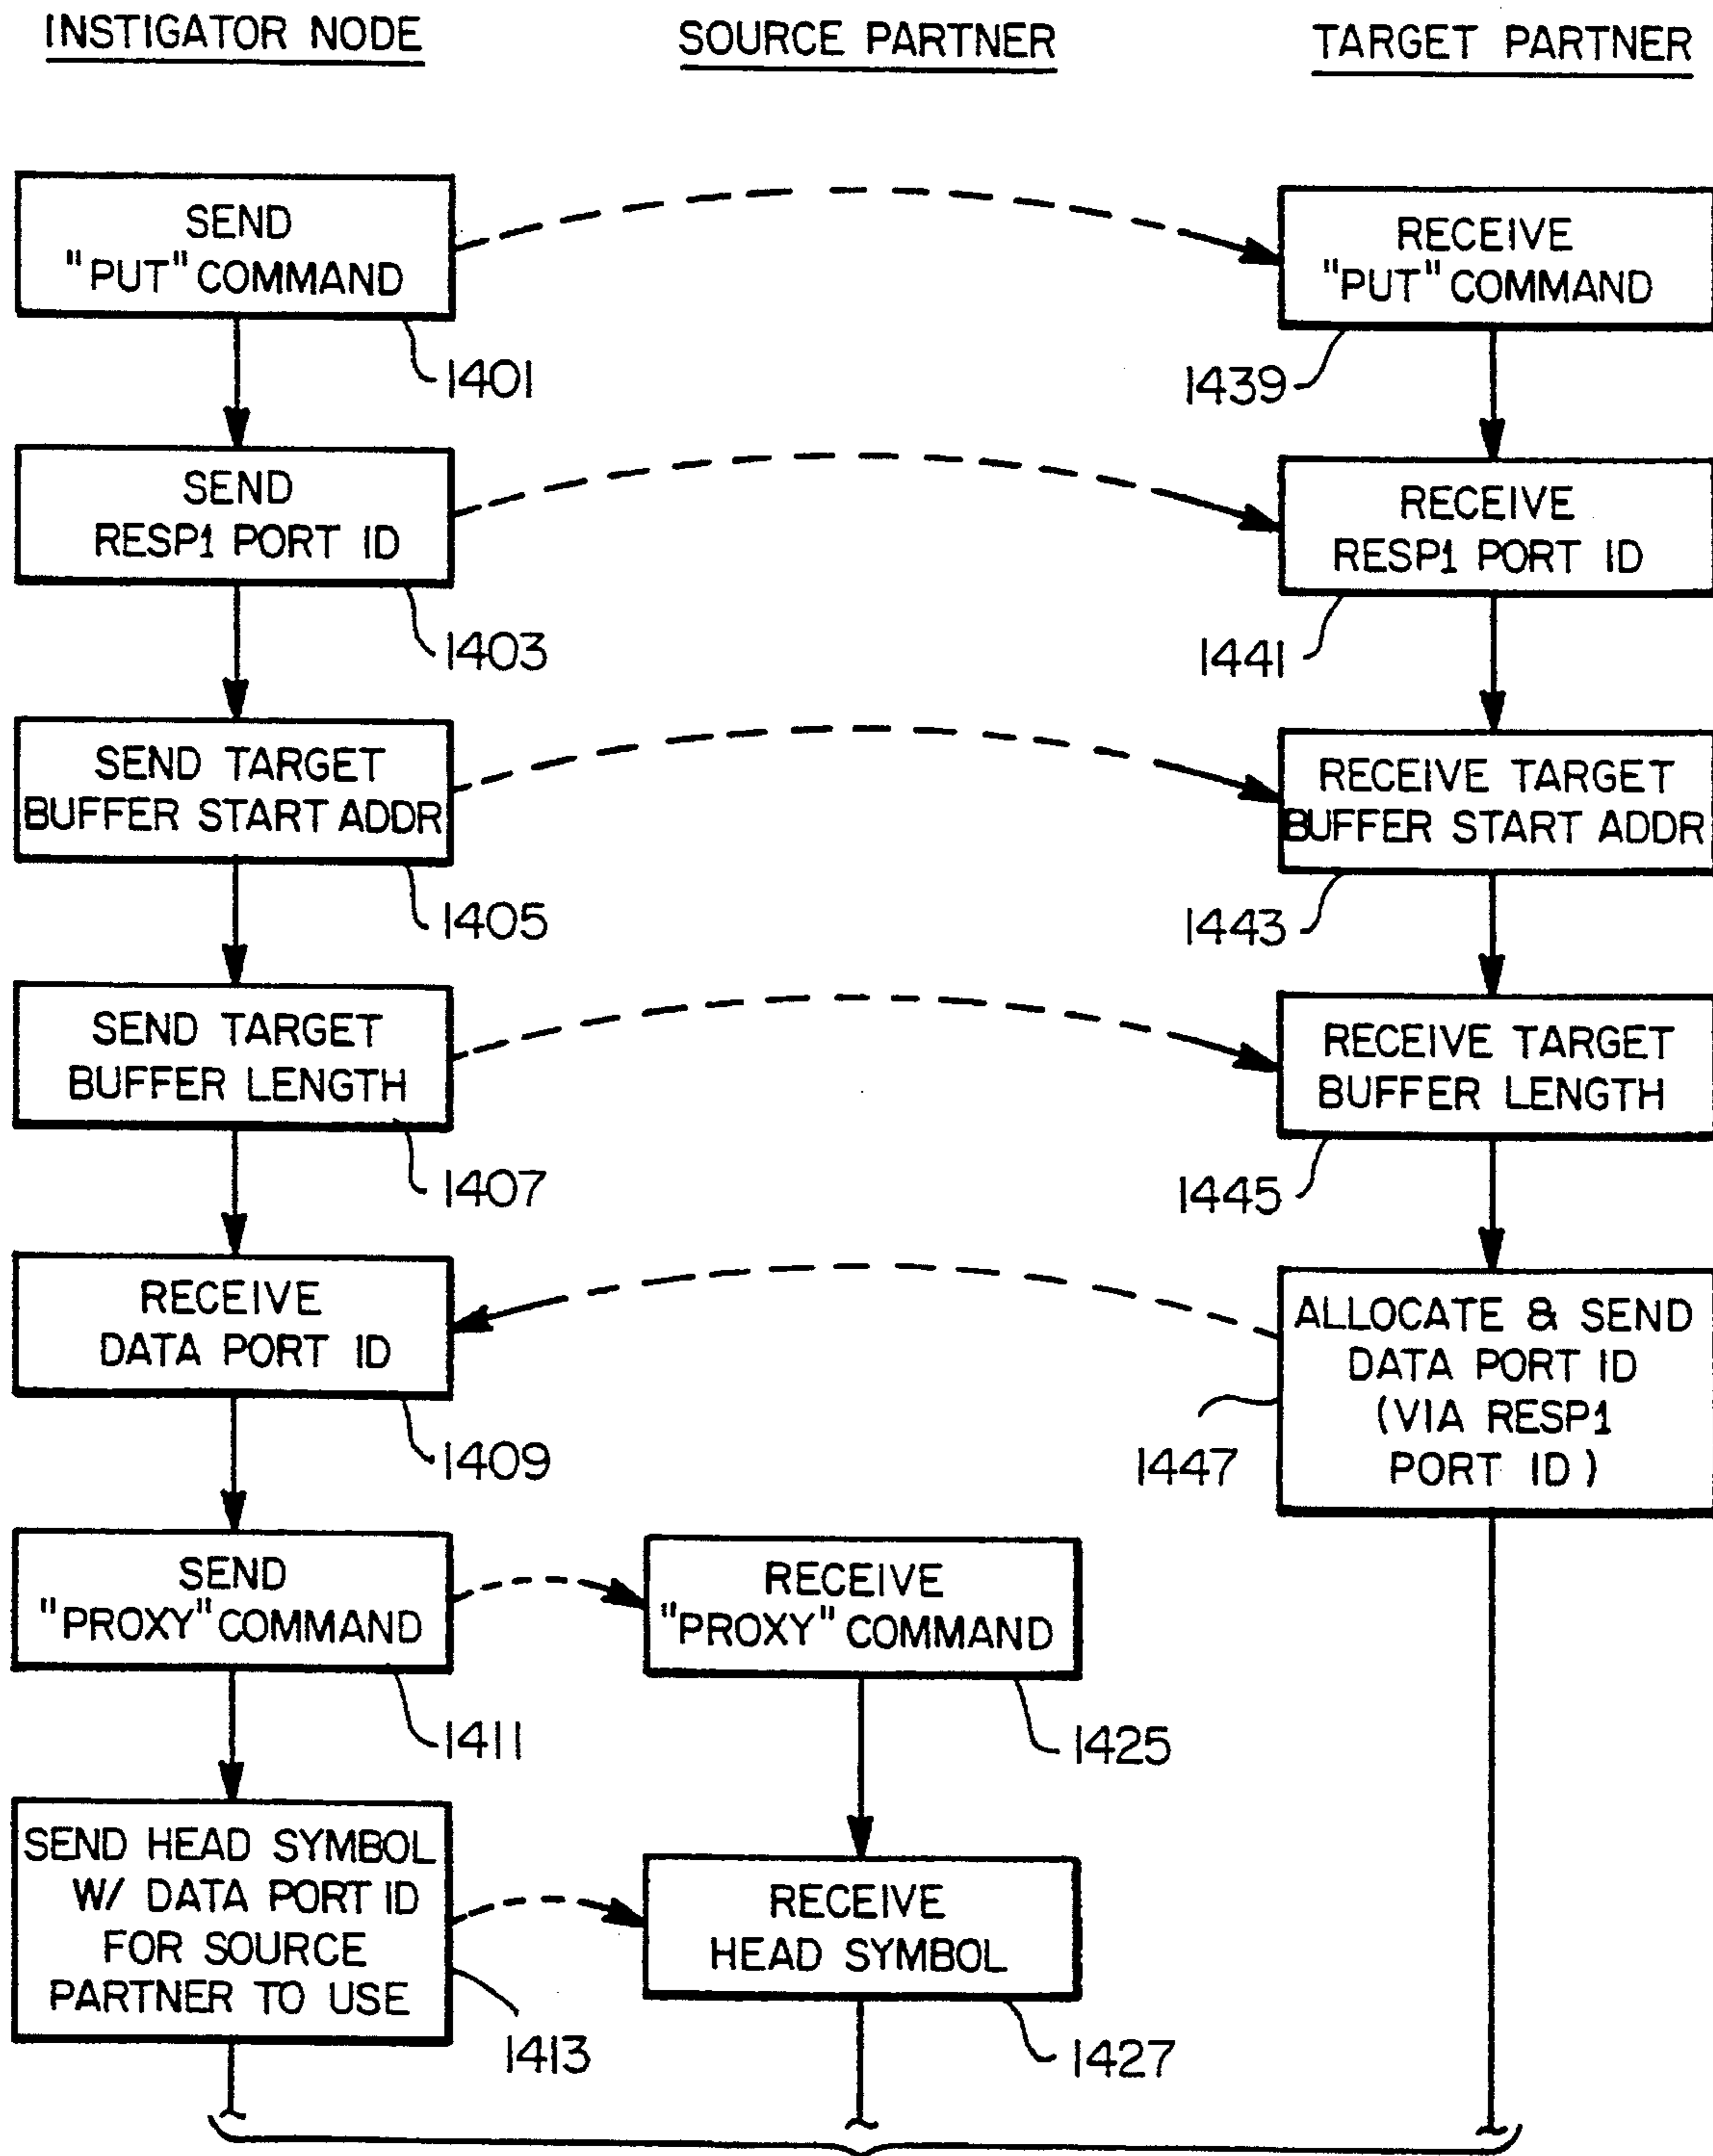 INSTIGATOR NODE
SOURCE PARTNER
TARGET PARTNER
SEND
"PUT" COMMAND
1401
RECEIVE
"PUT" COMMAND
1439
SEND
RESP1 PORT ID
1403
RECEIVE
RESP1 PORT ID
1441
SEND TARGET
BUFFER START ADDR
1405
RECEIVE TARGET
BUFFER START ADDR
1443
SEND TARGET
BUFFER LENGTH
1407
RECEIVE TARGET
BUFFER LENGTH
1445
RECEIVE
DATA PORT ID
1409
ALLOCATE & SEND
DATA PORT ID
(VIA RESP1
PORT ID)
1447
SEND
"PROXY" COMMAND
1411
RECEIVE
"PROXY" COMMAND
1425
SEND HEAD SYMBOL
W/ DATA PORT ID
FOR SOURCE
PARTNER TO USE
1413
RECEIVE
HEAD SYMBOL
1427